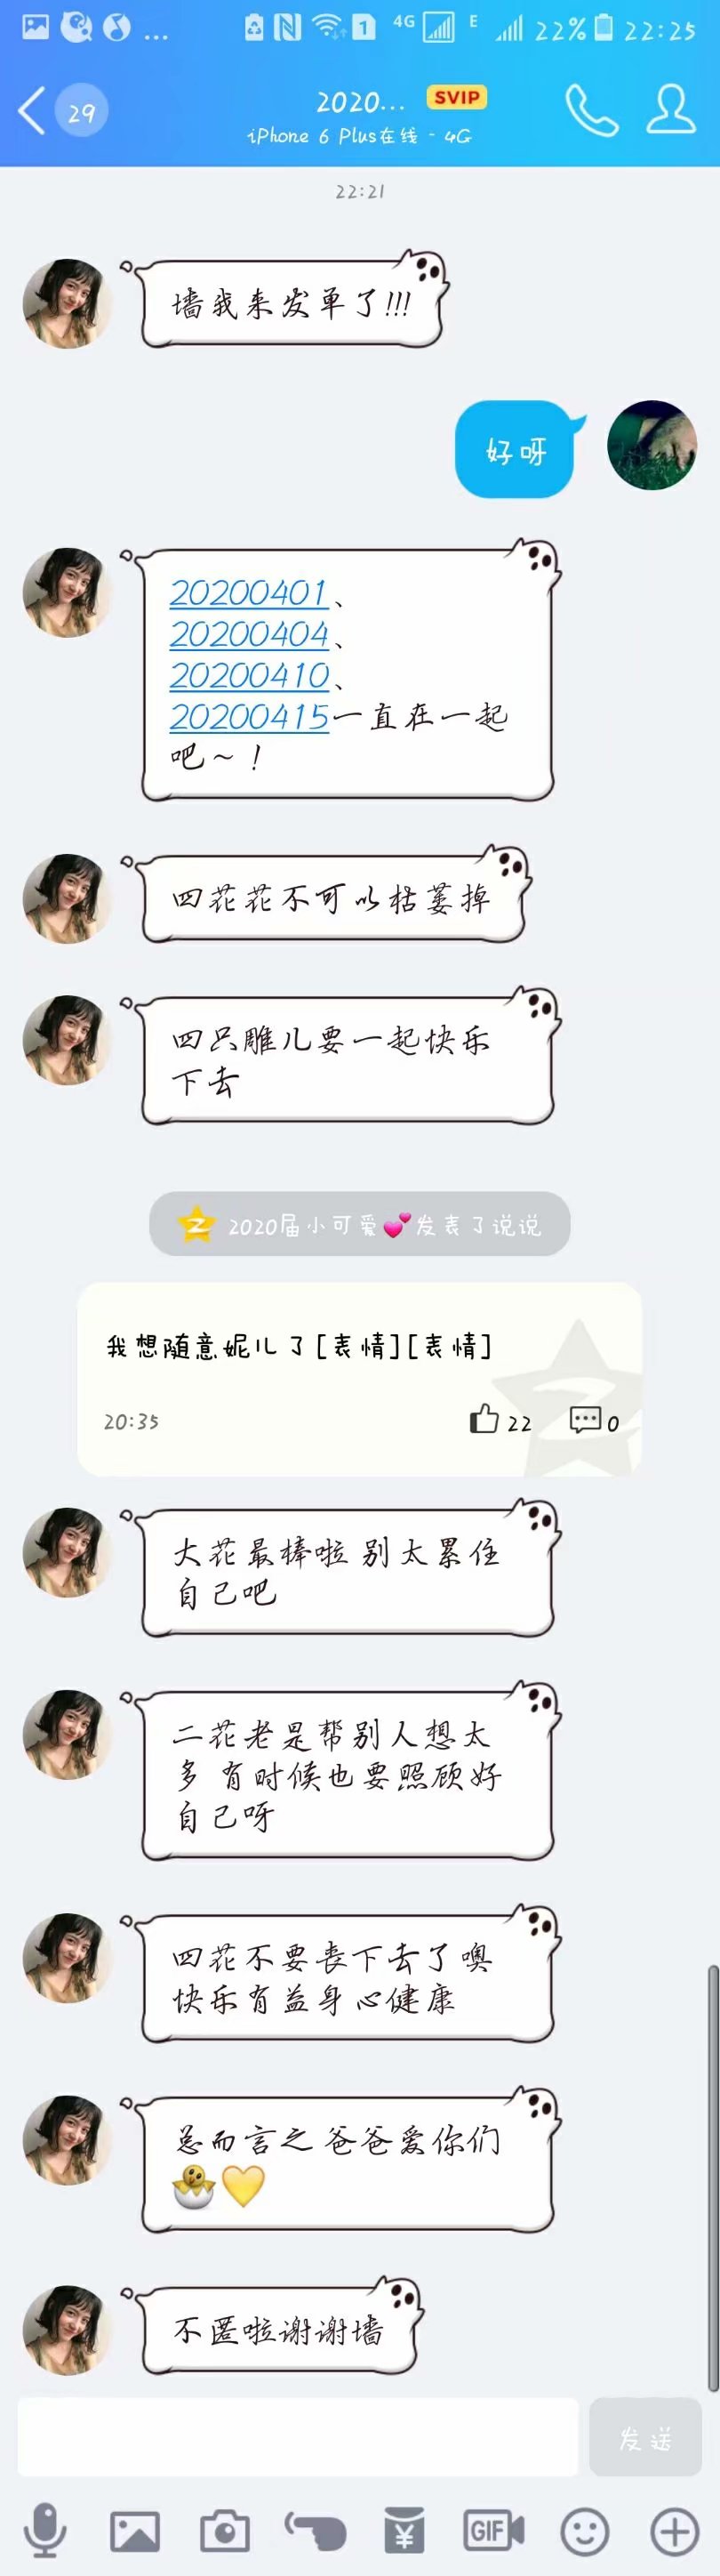 1 4G E 22% 22:25
29 2020... SVIP
iPhone 6 Plus在线 - 4G
22:21
墙我来发单了!!!
好呀
20200401、
20200404、
20200410、
20200415一直在一起
吧~！
四花花不可以枯萎掉
四只雕儿要一起快乐
下去
2020届小可爱💕发表了说说
我想随意妮儿了[表情][表情]
20:35 22 0
大花最棒啦 别太累住
自己吧
二花老是帮别人想太
多 有时候也要照顾好
自己呀
四花不要丧下去了噢
快乐有益身心健康
总而言之 爸爸爱你们
🐣💛
不匿啦谢谢墙
发送
GIF